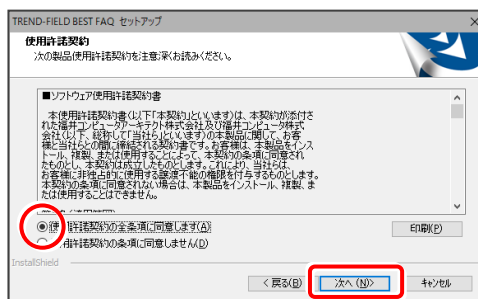 TREND-FIELD BEST FAQ セットアップ
使用許諾契約
次の製品使用許諾契約を注意深くお読みください。
■ソフトウェア使用許諾契約書
本使用許諾契約書(以下「本契約」といいます)は、本契約が添付さ
れた福井コンピュータアーキテクト株式会社及び福井コンピュータ株式
会社(以下、総称して「当社ら」といいます)の本製品に関して、お客
様と当社らとの間に締結される契約書です。お客様は、本製品をインス
トール、複製、または使用することによって、本契約の条項に同意され
たものとし、本契約は成立したものとします。これにより、当社らは、
お客様に非独占的に使用する譲渡不能の権限を付与するものとします。
本契約の条項に同意されない場合は、本製品をインストール、複製、ま
たは使用することはできません。
使用許諾契約の全条項に同意します(A)
用許諾契約の条項に同意しません(D)
印刷(P)
InstallShield
< 戻る(B)
次へ (N)>
キャンセル